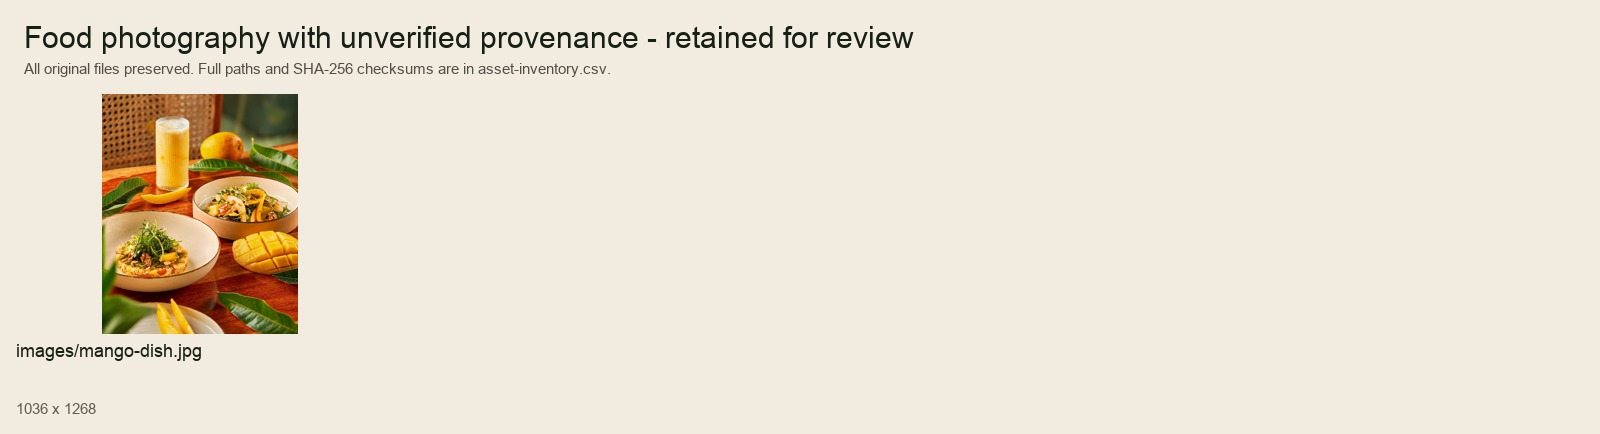 Food photography with unverified provenance - retained for review
All original files preserved. Full paths and SHA-256 checksums are in asset-inventory.csv.
images/mango-dish.jpg
1036 x 1268